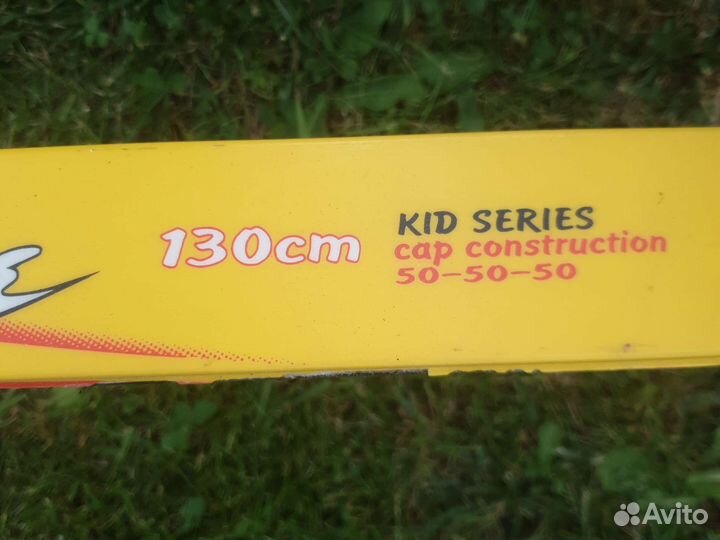 130cm
KID SERIES
cap construction
50-50-50
Avito